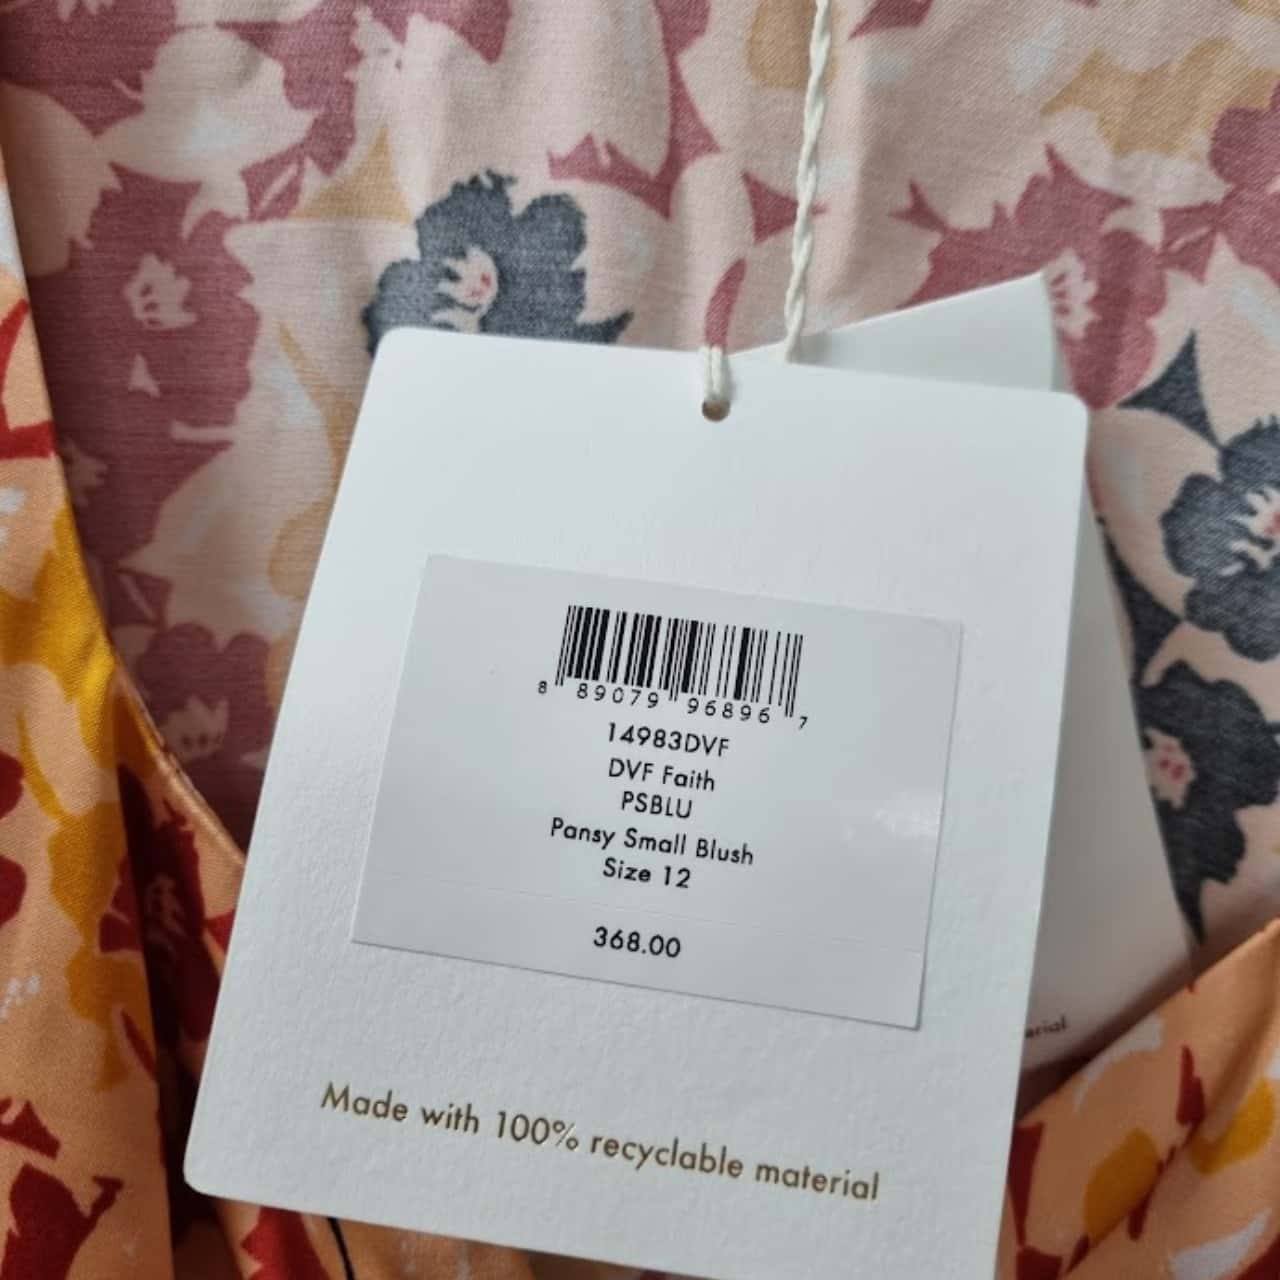 8 89079 96896 7
14983DVF
DVF Faith
PSBLU
Pansy Small Blush
Size 12
368.00
Made with 100% recyclable material
erial